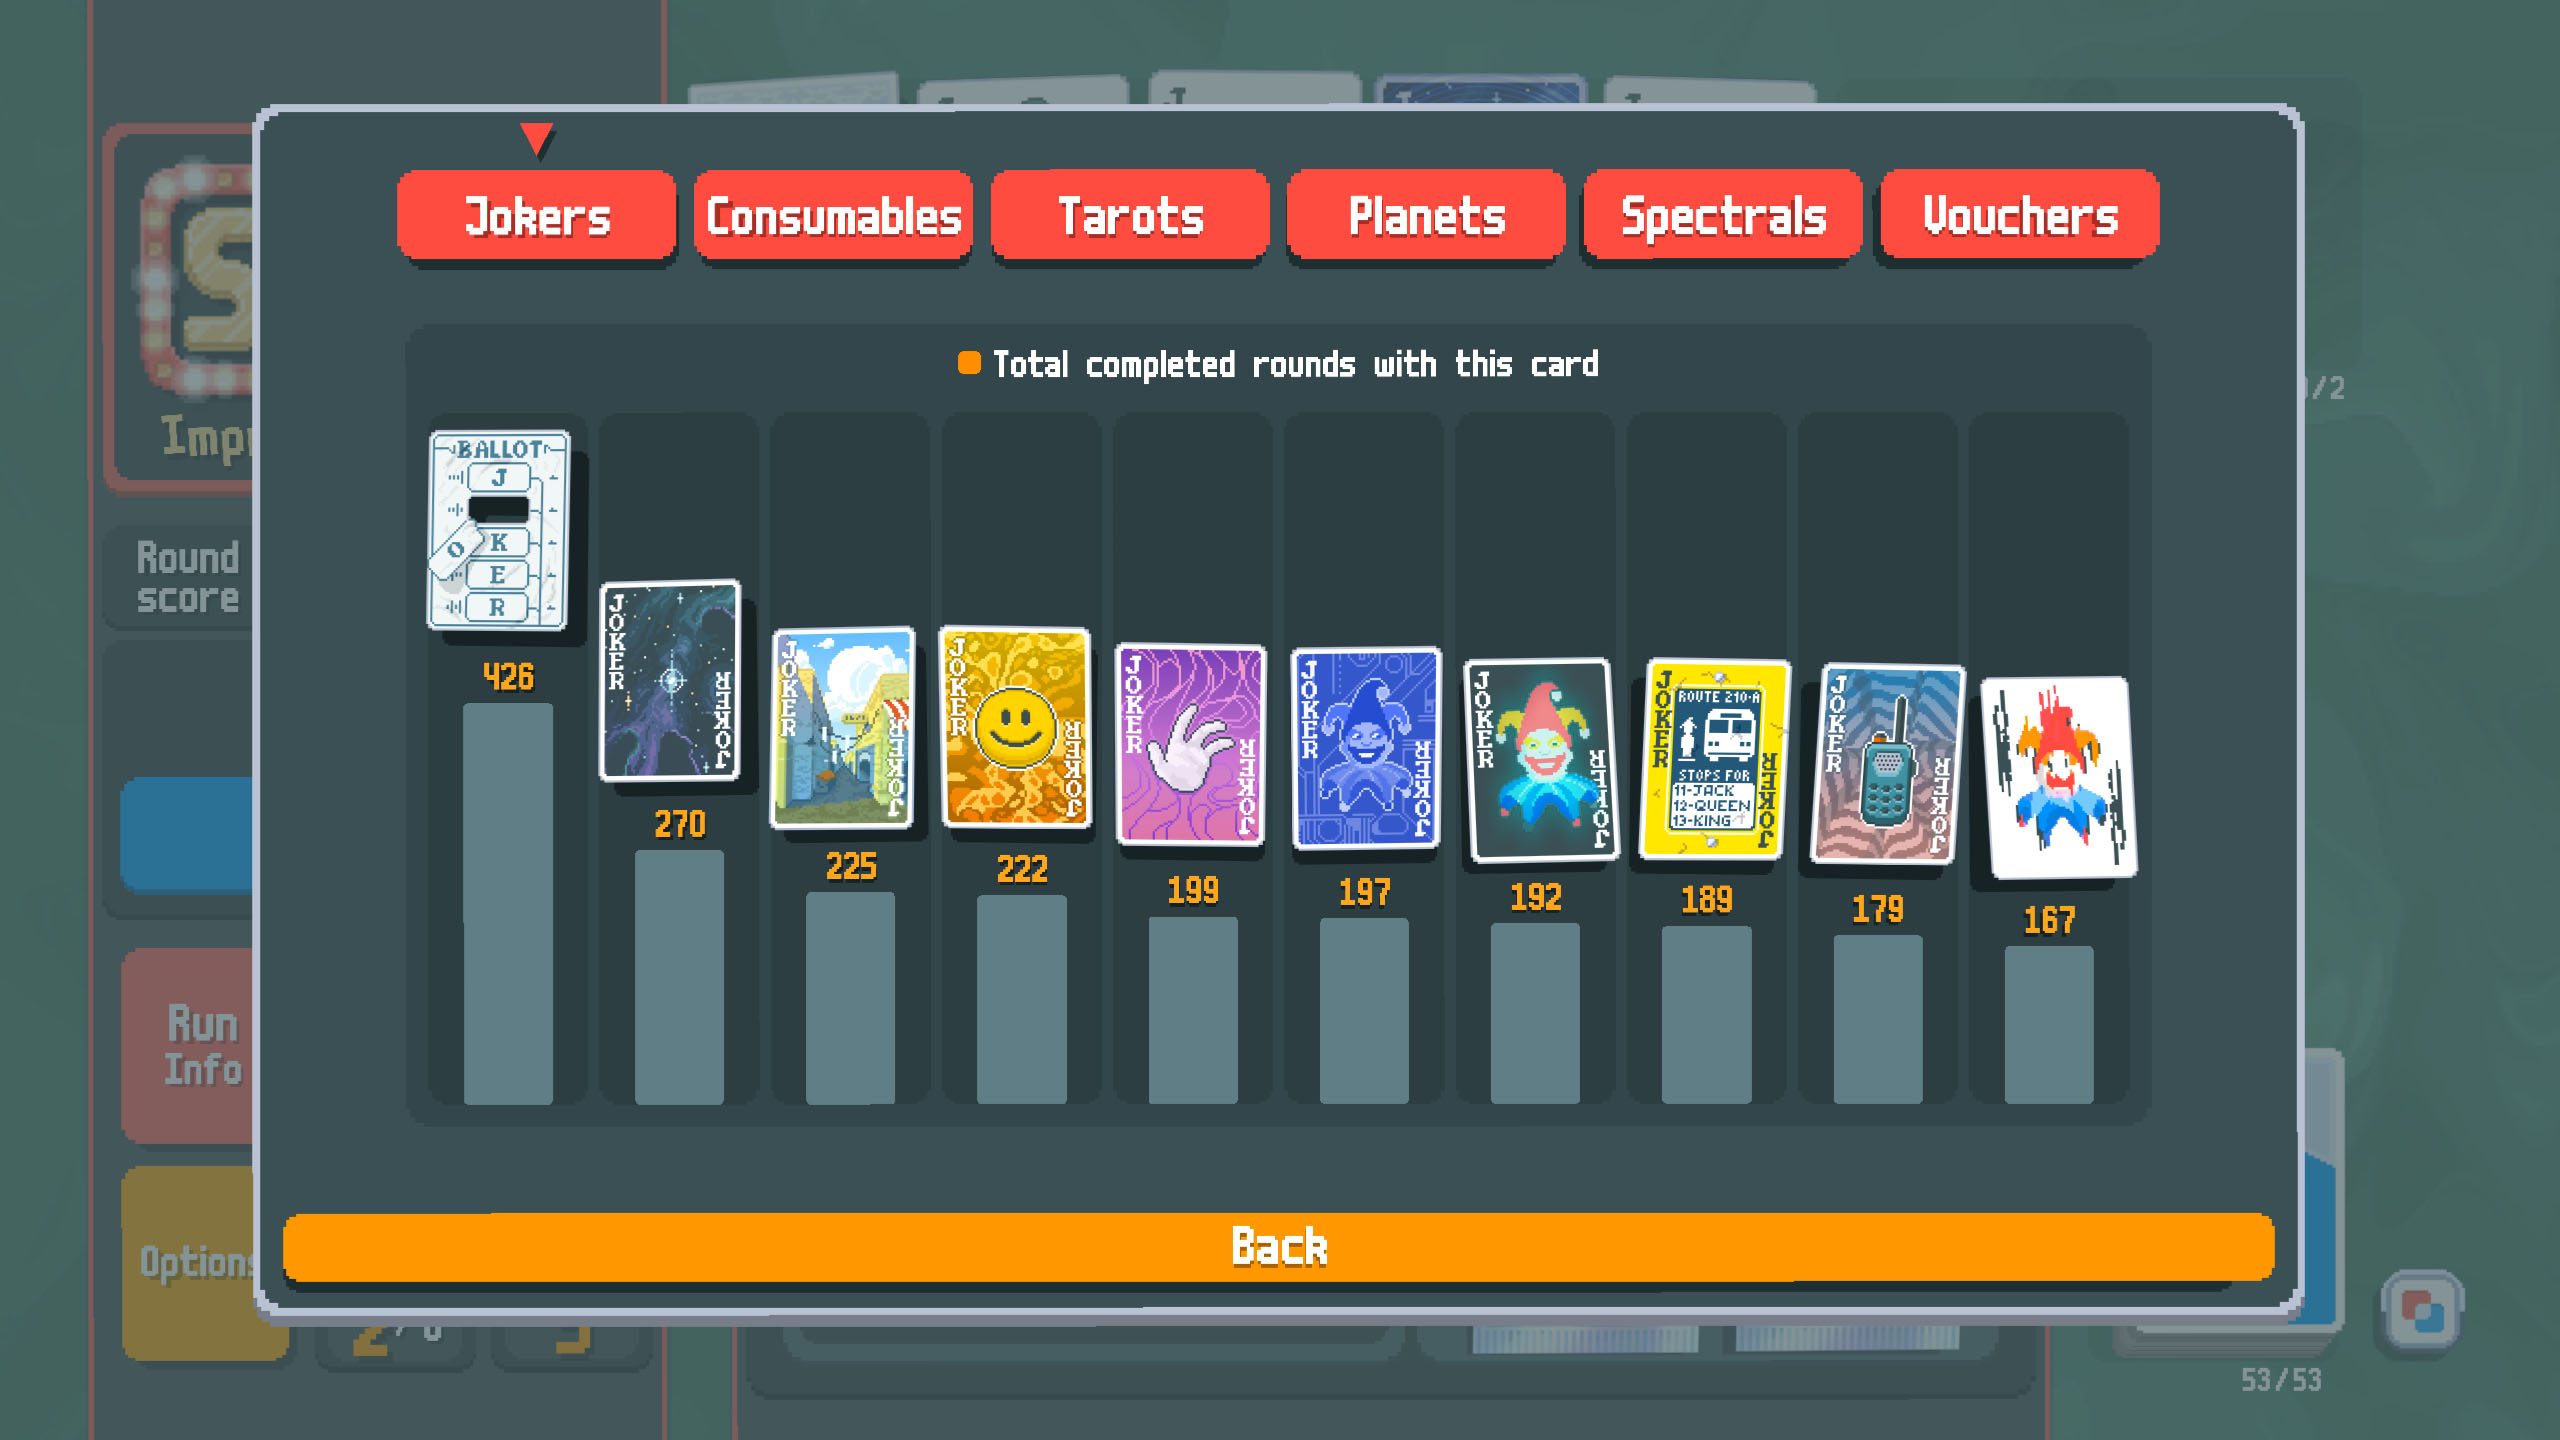 Jokers
Consumables
Tarots
Planets
Spectrals
Vouchers
Total completed rounds with this card
BALLOT
J
O
K
E
R
426
JOKER
JOKER
270
JOKER
JOKER
225
JOKER
JOKER
222
JOKER
JOKER
199
JOKER
JOKER
197
JOKER
JOKER
192
JOKER
ROUTE 210-A
STOPS FOR
11-JACK
12-QUEEN
13-KING
JOKER
189
JOKER
JOKER
179
167
Back
Round
score
Run
Info
Options
/2
53/53